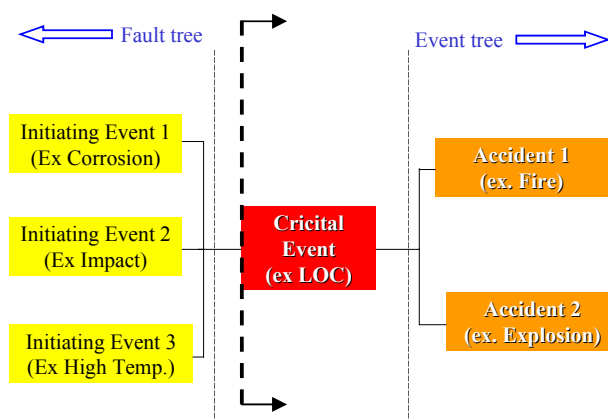 Fault tree
Event tree
Initiating Event 1
(Ex Corrosion)
Initiating Event 2
(Ex Impact)
Initiating Event 3
(Ex High Temp.)
Cricital
Event
(ex LOC)
Accident 1
(ex. Fire)
Accident 2
(ex. Explosion)